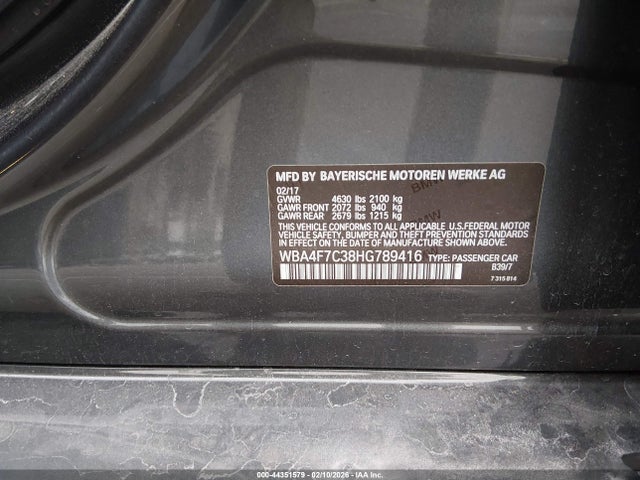 MFD BY BAYERISCHE MOTOREN WERKE AG
02/17
GVWR 4630 lbs 2100 kg
GAWR FRONT 2072 lbs 940 kg
GAWR REAR 2679 lbs 1215 kg
THIS VEHICLE CONFORMS TO ALL APPLICABLE U.S.FEDERAL MOTOR
VEHICLE SAFETY, BUMPER AND THEFT PREVENTION STANDARDS
IN EFFECT ON THE DATE OF MANUFACTURE SHOWN ABOVE.
WBA4F7C38HG789416 TYPE: PASSENGER CAR
B39/7
7 315 814
000-44351579 — 02/10/2026 — IAA Inc.